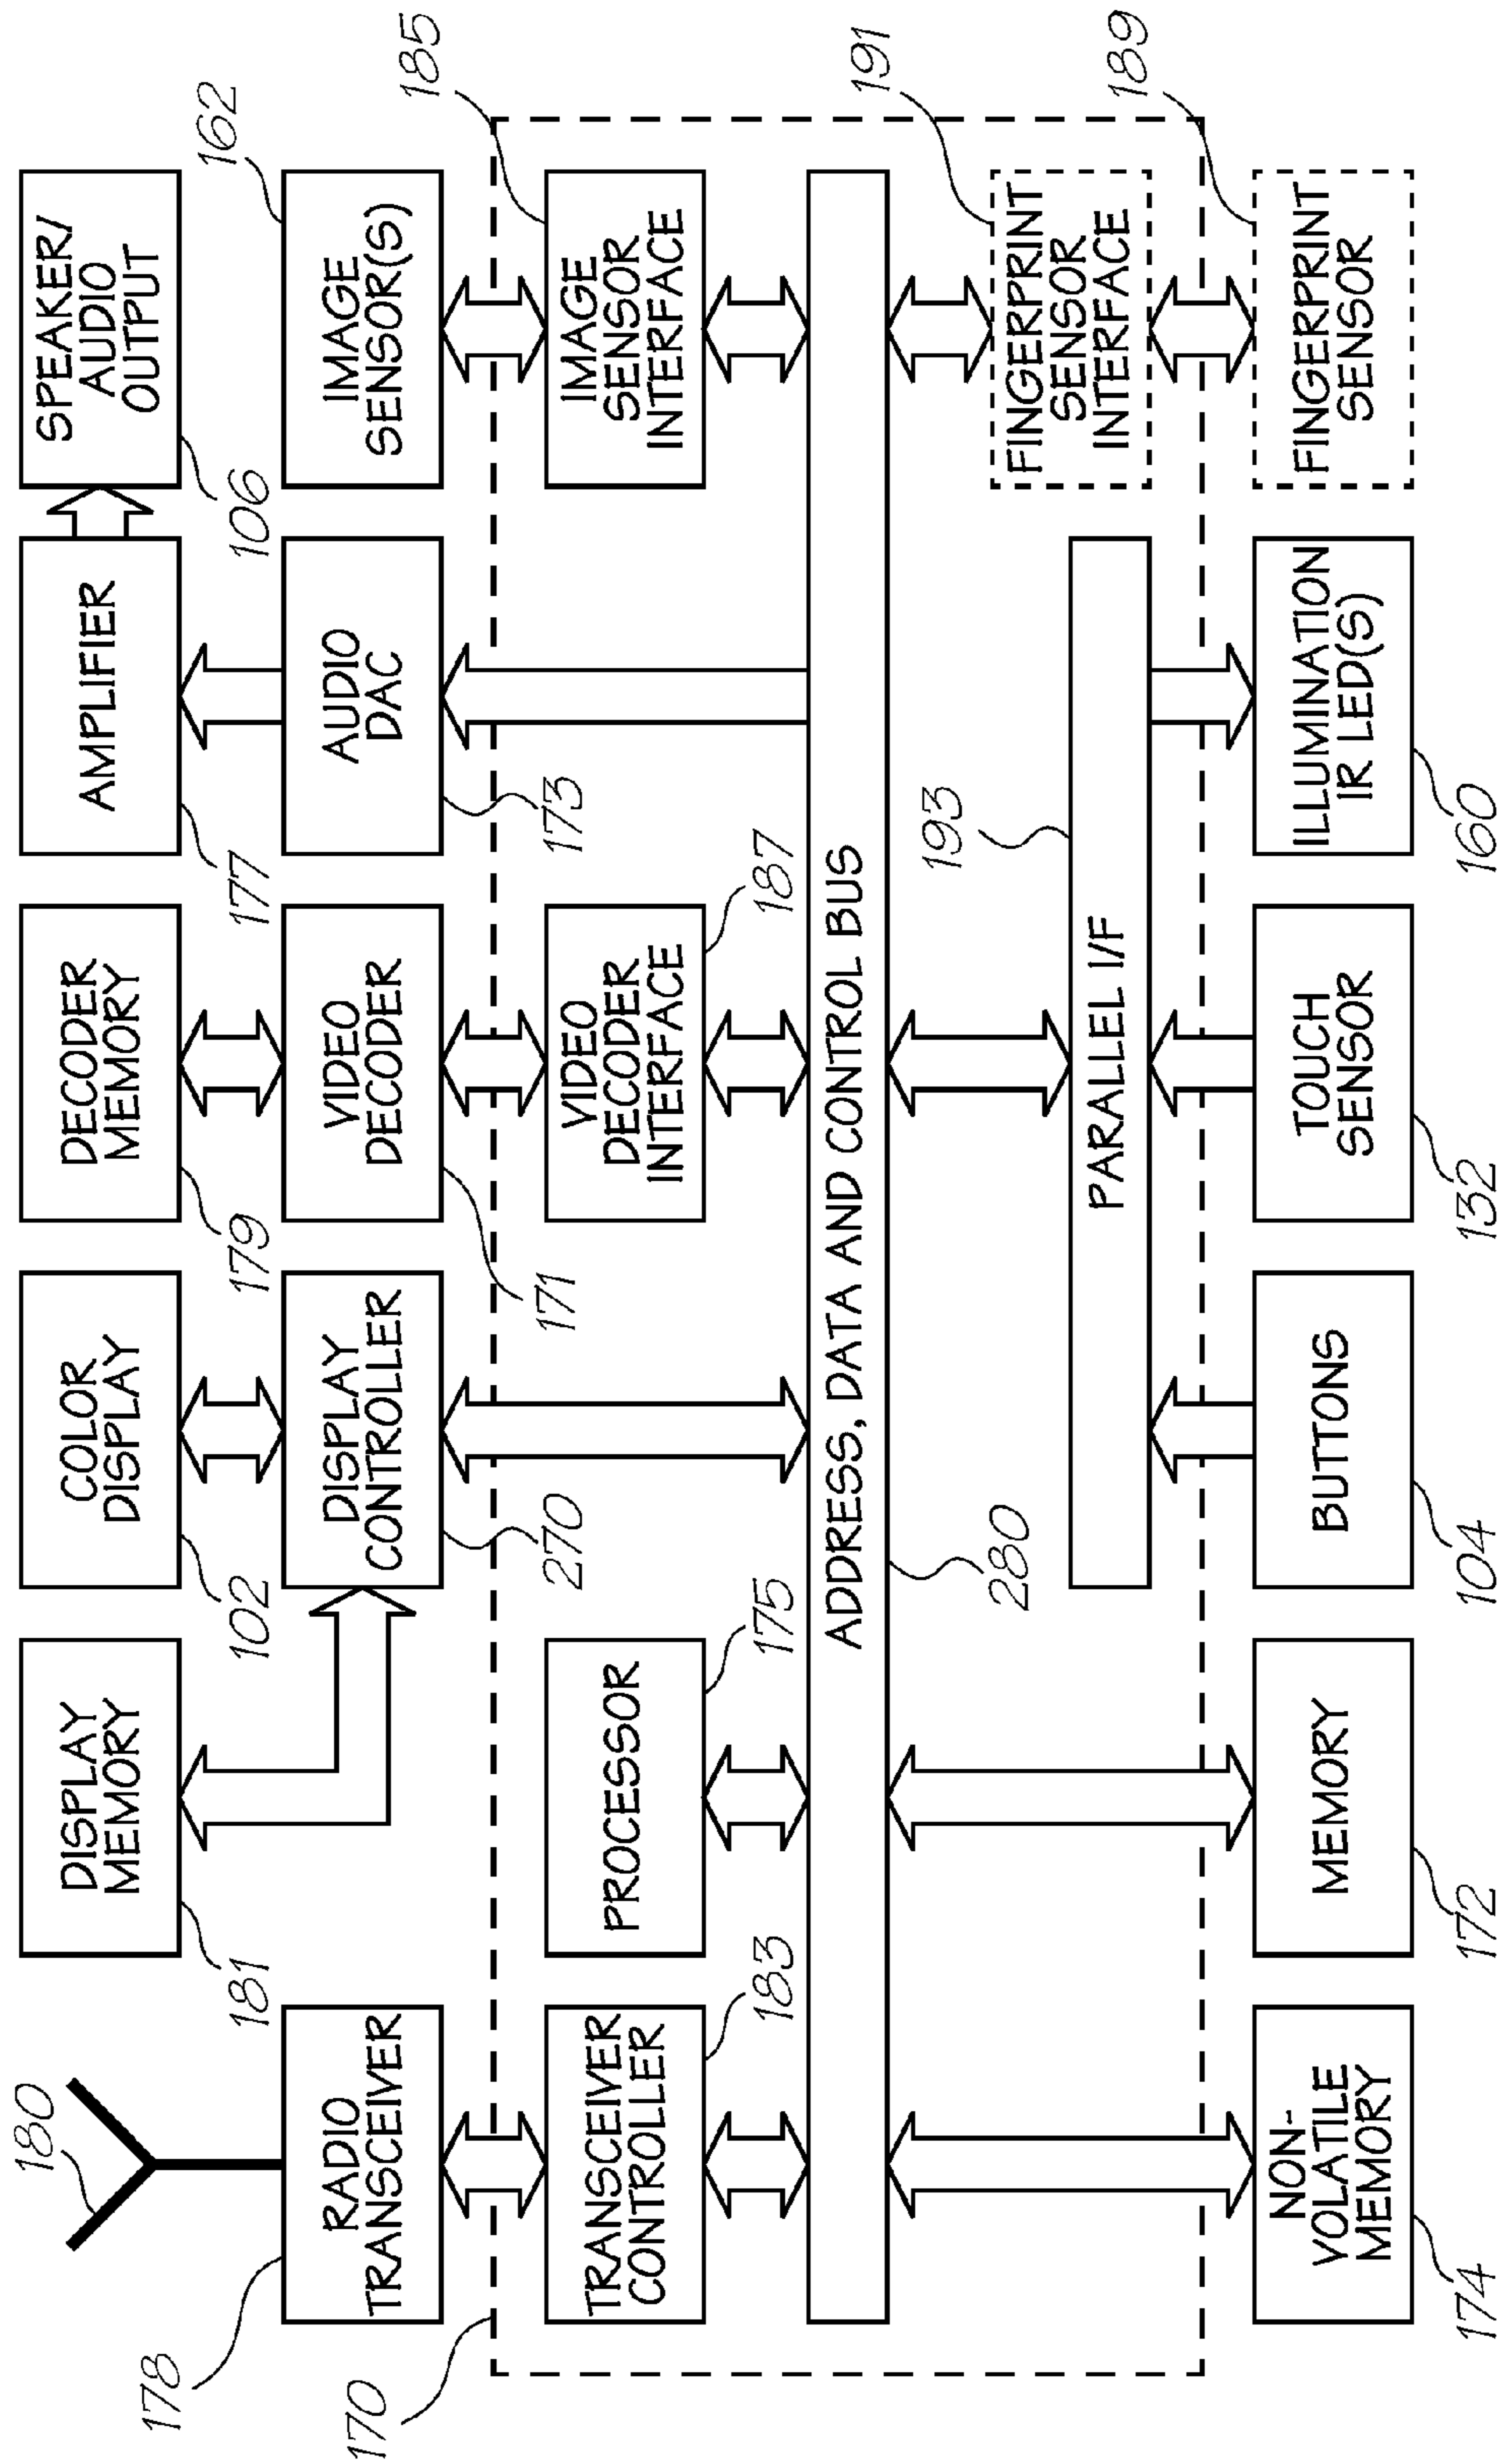 180
178
RADIO
TRANSCEIVER
170
TRANSCEIVER
CONTROLLER
183
NON-
VOLATILE
MEMORY
174
DISPLAY
MEMORY
181
PROCESSOR
175
MEMORY
172
COLOR
DISPLAY
102
DISPLAY
CONTROLLER
270
ADDRESS, DATA AND CONTROL BUS
280
BUTTONS
104
DECODER
MEMORY
179
VIDEO
DECODER
171
VIDEO
DECODER
INTERFACE
187
PARALLEL I/F
193
TOUCH
SENSOR
132
AMPLIFIER
177
AUDIO
DAC
173
ILLUMINATION
IR LED(S)
160
SPEAKER/
AUDIO
OUTPUT
106
IMAGE
SENSOR(S)
162
IMAGE
SENSOR
INTERFACE
185
FINGERPRINT
SENSOR
INTERFACE
191
FINGERPRINT
SENSOR
189